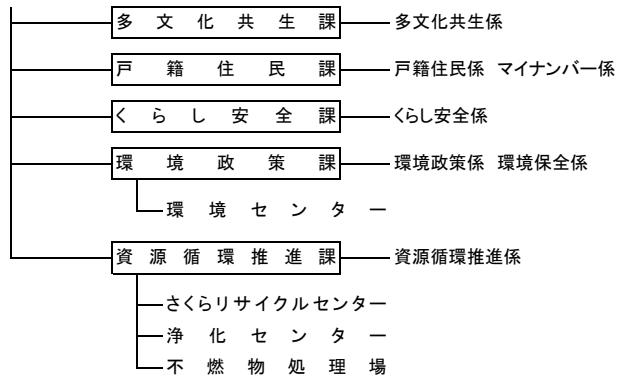 多文化共生課 多文化共生係
戸籍住民課 戸籍住民係 マイナンバー係
くらし安全課 くらし安全係
環境政策課 環境政策係 環境保全係
環境センター
資源循環推進課 資源循環推進係
さくらリサイクルセンター
浄化センター
不燃物処理場